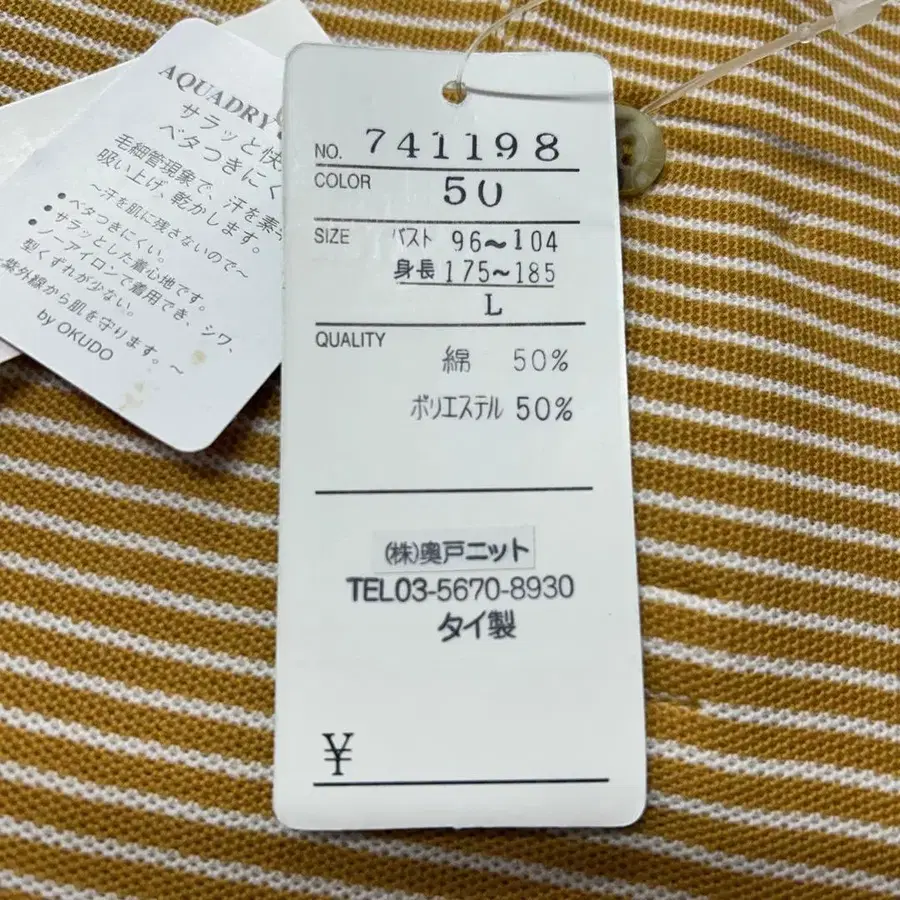 AQUADRY
サラッと快
ベタつきにく
毛細管現象で、汗を素
吸い上げ、乾かします。
～汗を肌に残さないので～
●ベタつきにくい。
●サラッとした着心地です。
●ノーアイロンで着用でき、シワ、
型くずれが少ない。
紫外線から肌を守ります。～
by OKUDO
NO. 741198
COLOR 50
SIZE バスト 96～104
身長 175～185
L
QUALITY 綿 50%
ポリエステル 50%
(株)奥戸ニット
TEL03-5670-8930
タイ製
¥